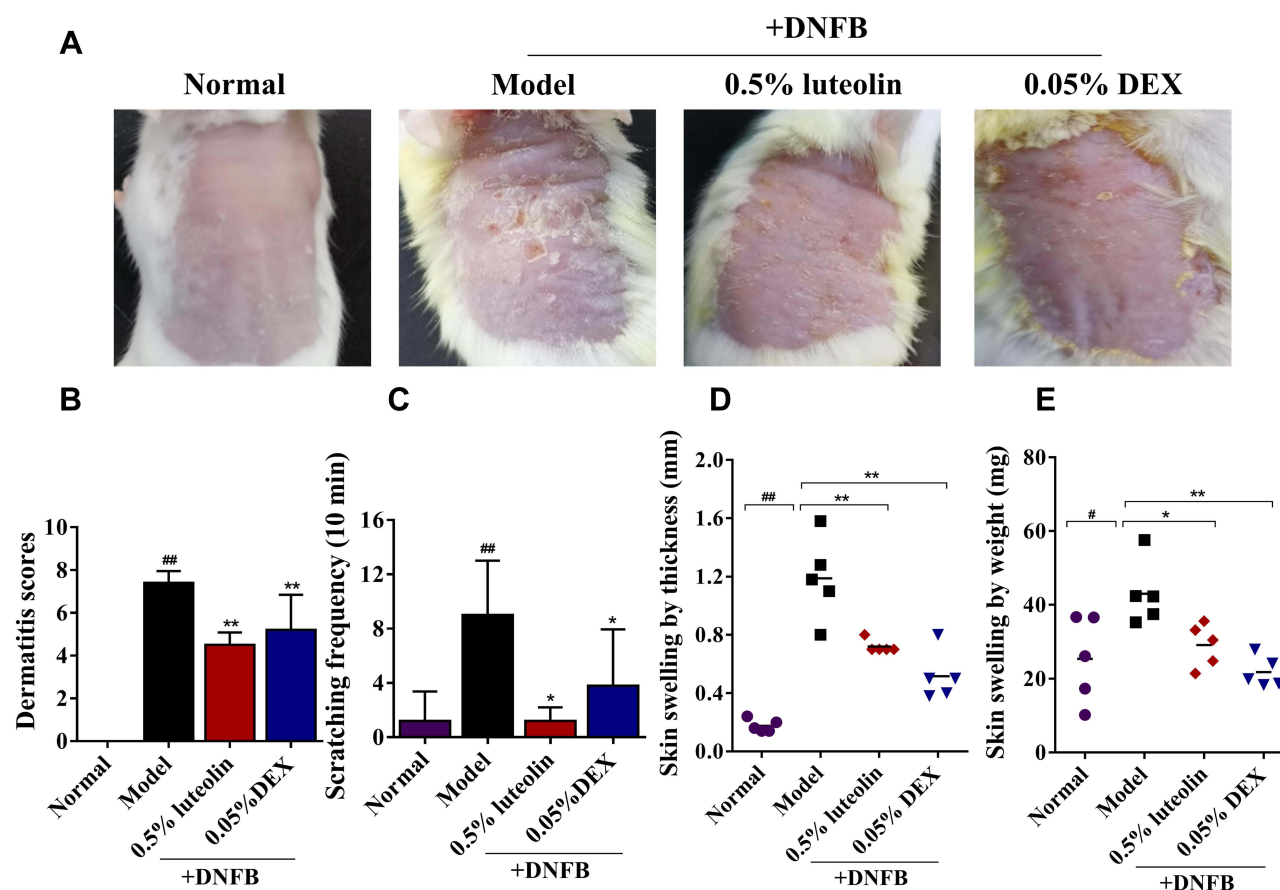 A
+DNFB
Normal
Model
0.5% luteolin
0.05% DEX
B
C
D
E
Dermatitis scores
10
8
6
4
2
0
##
**
**
Normal
Model
0.5% luteolin
0.05%DEX
+DNFB
Scratching frequency (10 min)
16
12
8
4
0
##
*
*
Normal
Model
0.5% luteolin
0.05%DEX
+DNFB
Skin swelling by thickness (mm)
2.0
1.6
1.2
0.8
0.4
0.0
##
**
**
Normal
Model
0.5% luteolin
0.05% DEX
+DNFB
Skin swelling by weight (mg)
80
60
40
20
0
#
*
**
Normal
Model
0.5% luteolin
0.05% DEX
+DNFB